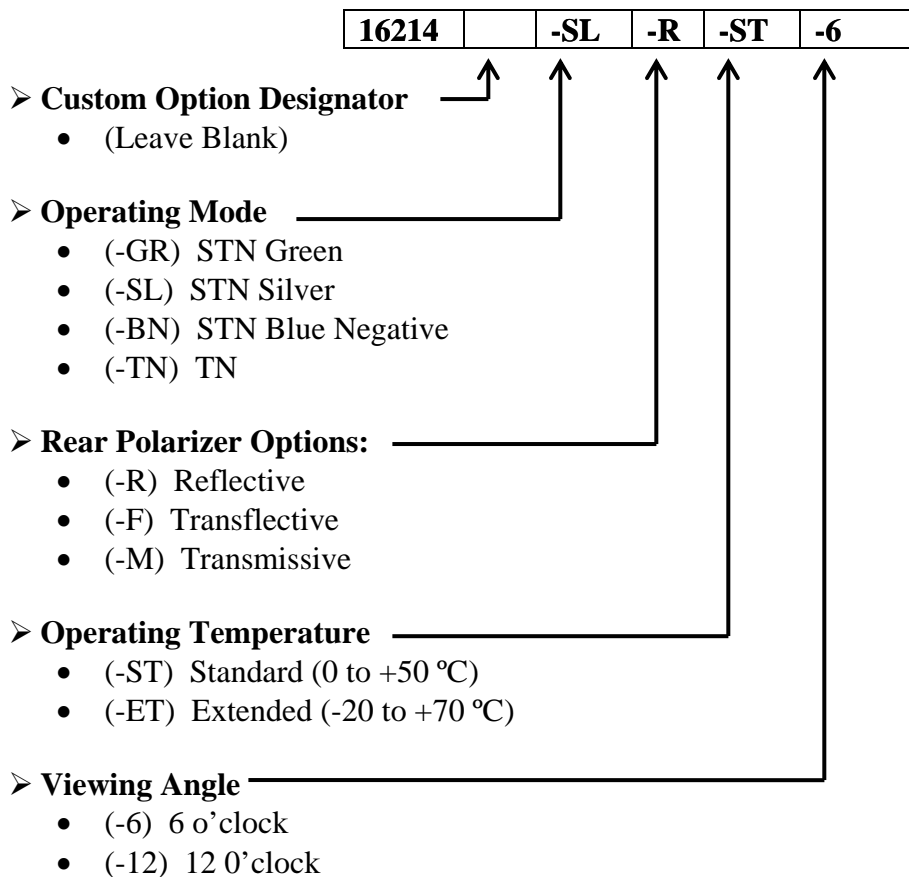 16214 -SL -R -ST -6
➢ Custom Option Designator
• (Leave Blank)
➢ Operating Mode
• (-GR) STN Green
• (-SL) STN Silver
• (-BN) STN Blue Negative
• (-TN) TN
➢ Rear Polarizer Options:
• (-R) Reflective
• (-F) Transflective
• (-M) Transmissive
➢ Operating Temperature
• (-ST) Standard (0 to +50 ºC)
• (-ET) Extended (-20 to +70 ºC)
➢ Viewing Angle
• (-6) 6 o’clock
• (-12) 12 0’clock